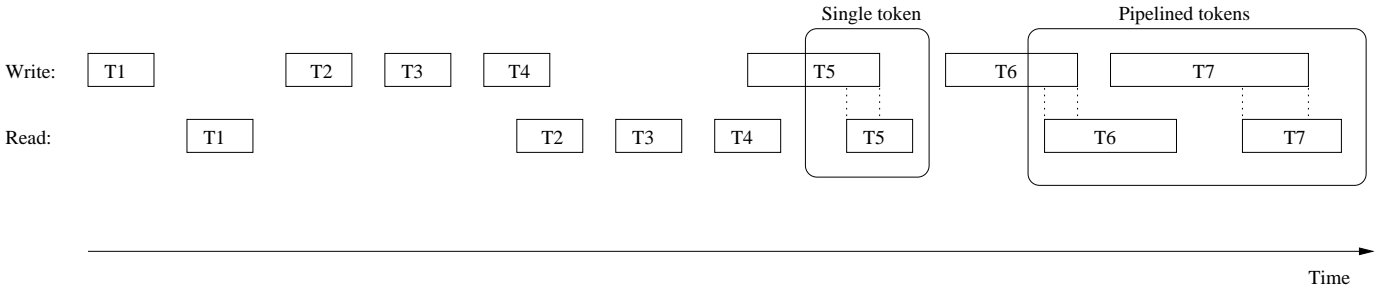 Single token Pipelined tokens
Write: T1 T2 T3 T4 T5 T6 T7
Read: T1 T2 T3 T4 T5 T6 T7
Time